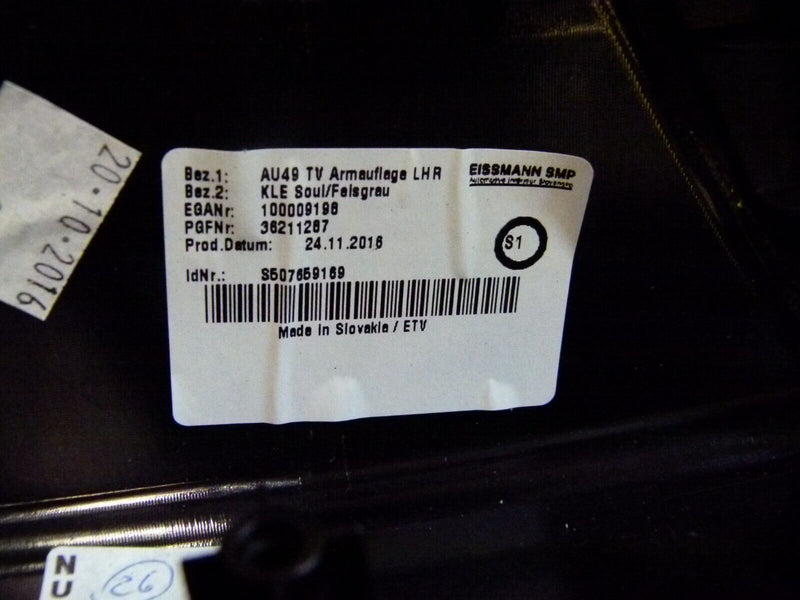 20.10.2016
Bez.1: AU49 TV Armauflage LHR
EISSMANN SMP
Bez.2: KLE Soul/Felsgrau
EGANr: 100009196
PGFNr: 36211267
Prod.Datum: 24.11.2016
S1
IdNr.: S507659169
Made in Slovakia / ETV
NU
26